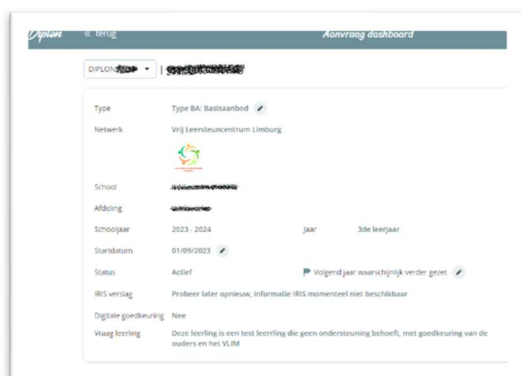 Diplon « Terug Aanvraag dashboard
DIPLON
Type Type BA: Basisaanbod
Netwerk Vrij Leersteuncentrum Limburg
School
Afdeling
Schooljaar 2023 - 2024 Jaar 3de leerjaar
Startdatum 01/09/2023
Status Actief Volgend jaar waarschijnlijk verder gezet
IRIS verslag Probeer later opnieuw, informatie IRIS momenteel niet beschikbaar
Digitale goedkeuring Nee
Vraag leerling Deze leerling is een test leerling die geen ondersteuning behoeft, met goedkeuring van de
ouders en het VLIM